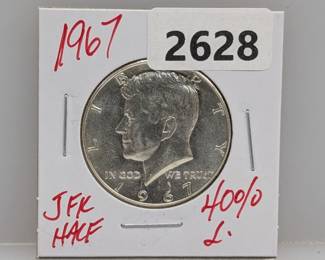 1967
2628
LIBERTY
IN GOD WE TRUST
1967
JFK
HALF
40%